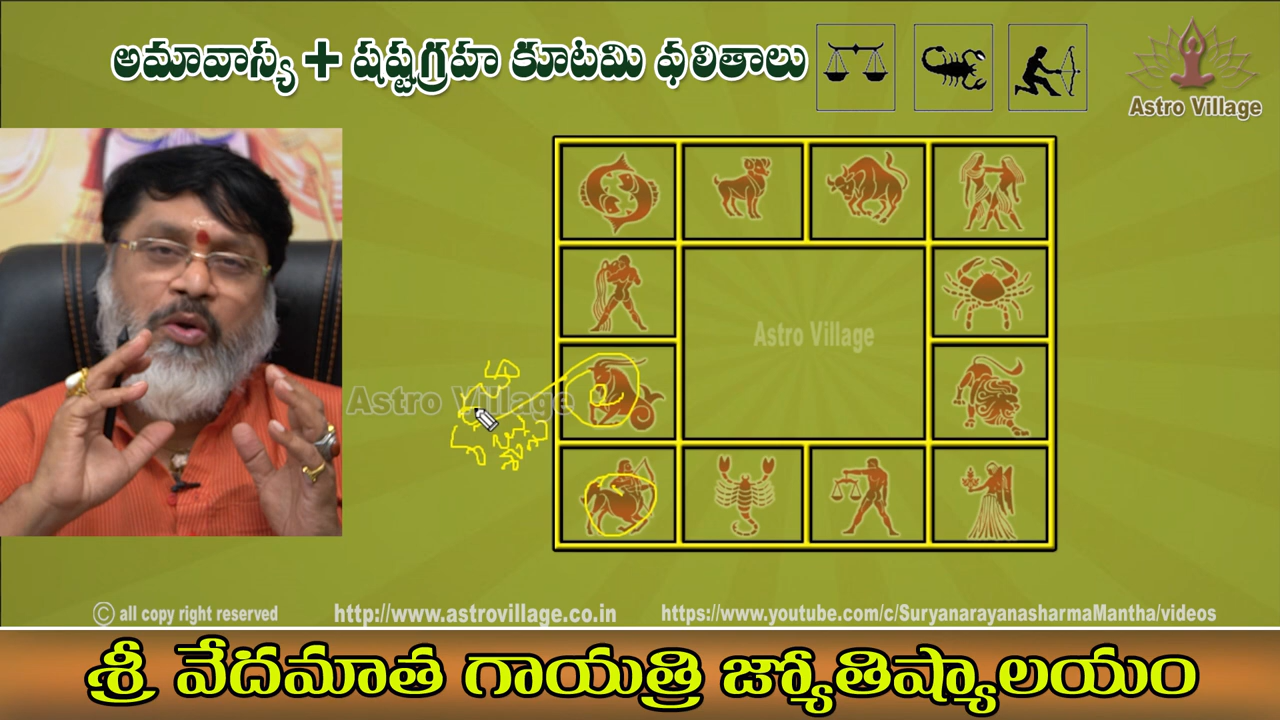 అమావాస్య + షష్టగ్రహ కూటమి ఫలితాలు
Astro Village
Astro Village
Astro Village
© all copy right reserved
http://www.astrovillage.co.in
https://www.youtube.com/c/SuryanarayanasharmaMantha/videos
శ్రీ వేదమాత గాయత్రి జ్యోతిష్యాలయం